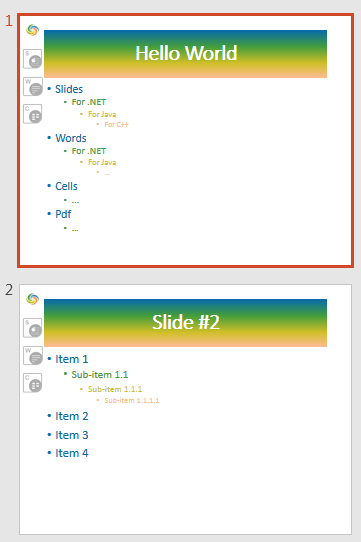 1
Hello World
S
W
C
• Slides
• For .NET
• For Java
• For C++
• Words
• For .NET
• For Java
• ...
• Cells
• ...
• Pdf
• ...
2
Slide #2
S
W
C
• Item 1
• Sub-item 1.1
• Sub-item 1.1.1
• Sub-item 1.1.1.1
• Item 2
• Item 3
• Item 4